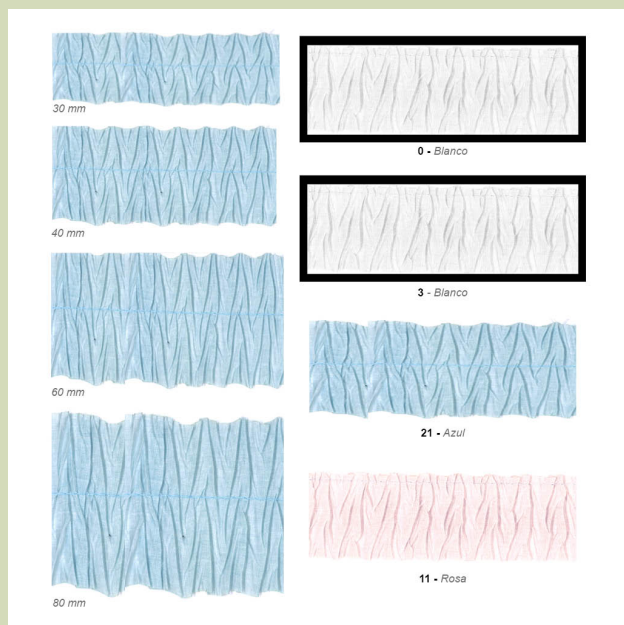 30 mm
40 mm
60 mm
80 mm
0 - Blanco
3 - Blanco
21 - Azul
11 - Rosa